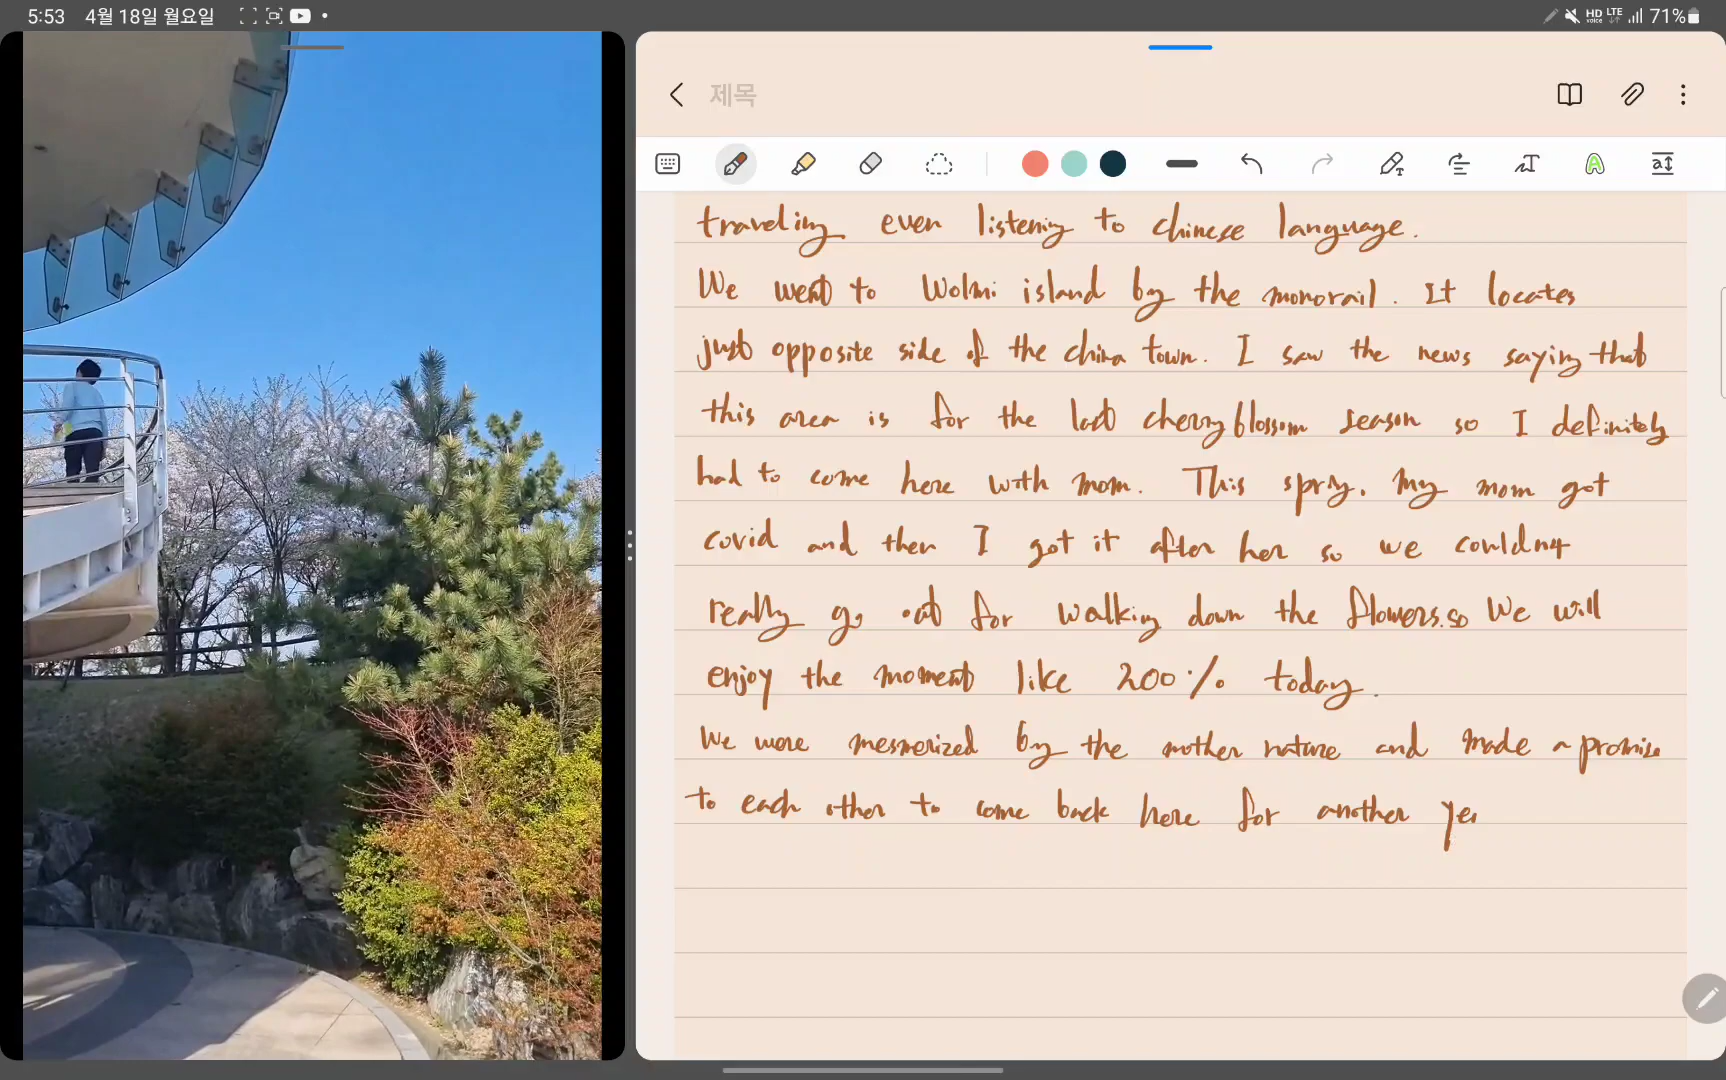 5:53 4월 18일 월요일 HD voice LTE 71%
제목
traveling even listening to chinese language.
We went to Wolmi island by the monorail. It locates
just opposite side of the china town. I saw the news saying that
this area is for the last cherry blossom season so I definitely
had to come here with mom. This spring. my mom got
covid and then I got it after her so we couldn't
really go out for walking down the flowers. so We will
enjoy the moment like 200% today.
We were mesmerized by the mother nature and made a promise
to each other to come back here for another yea